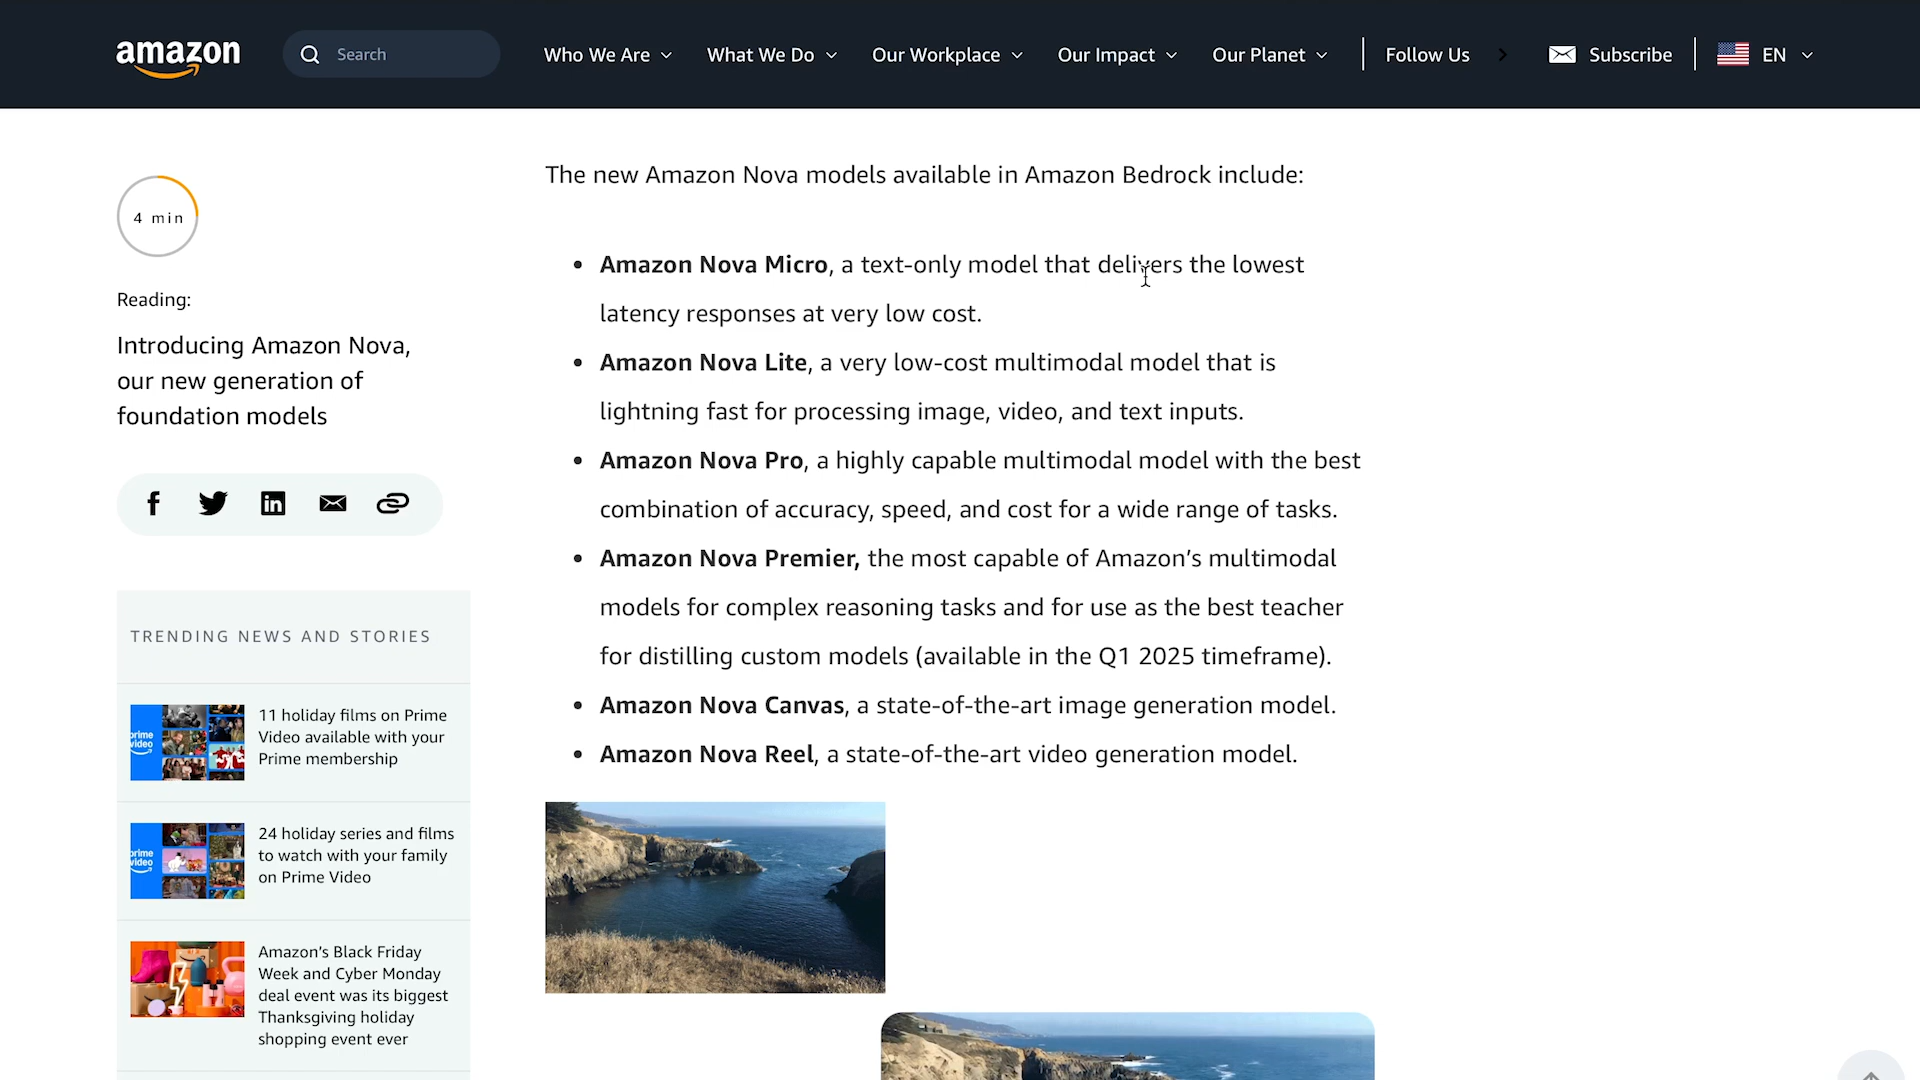 amazon
Search
Who We Are
What We Do
Our Workplace
Our Impact
Our Planet
Follow Us
Subscribe
EN
4 min
Reading:
Introducing Amazon Nova,
our new generation of
foundation models
TRENDING NEWS AND STORIES
prime
video
11 holiday films on Prime
Video available with your
Prime membership
prime
video
24 holiday series and films
to watch with your family
on Prime Video
Amazon’s Black Friday
Week and Cyber Monday
deal event was its biggest
Thanksgiving holiday
shopping event ever
The new Amazon Nova models available in Amazon Bedrock include:
• Amazon Nova Micro, a text-only model that delivers the lowest
latency responses at very low cost.
• Amazon Nova Lite, a very low-cost multimodal model that is
lightning fast for processing image, video, and text inputs.
• Amazon Nova Pro, a highly capable multimodal model with the best
combination of accuracy, speed, and cost for a wide range of tasks.
• Amazon Nova Premier, the most capable of Amazon’s multimodal
models for complex reasoning tasks and for use as the best teacher
for distilling custom models (available in the Q1 2025 timeframe).
• Amazon Nova Canvas, a state-of-the-art image generation model.
• Amazon Nova Reel, a state-of-the-art video generation model.